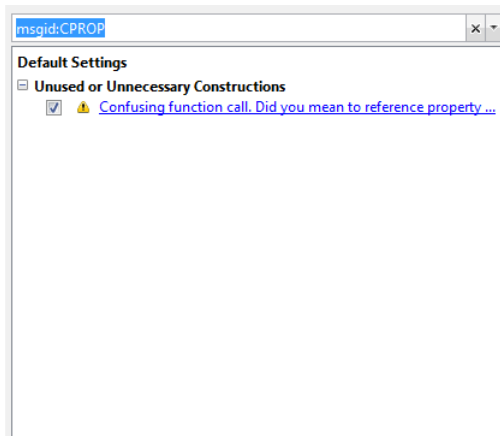 msgid:CPROP
Default Settings
Unused or Unnecessary Constructions
Confusing function call. Did you mean to reference property ...